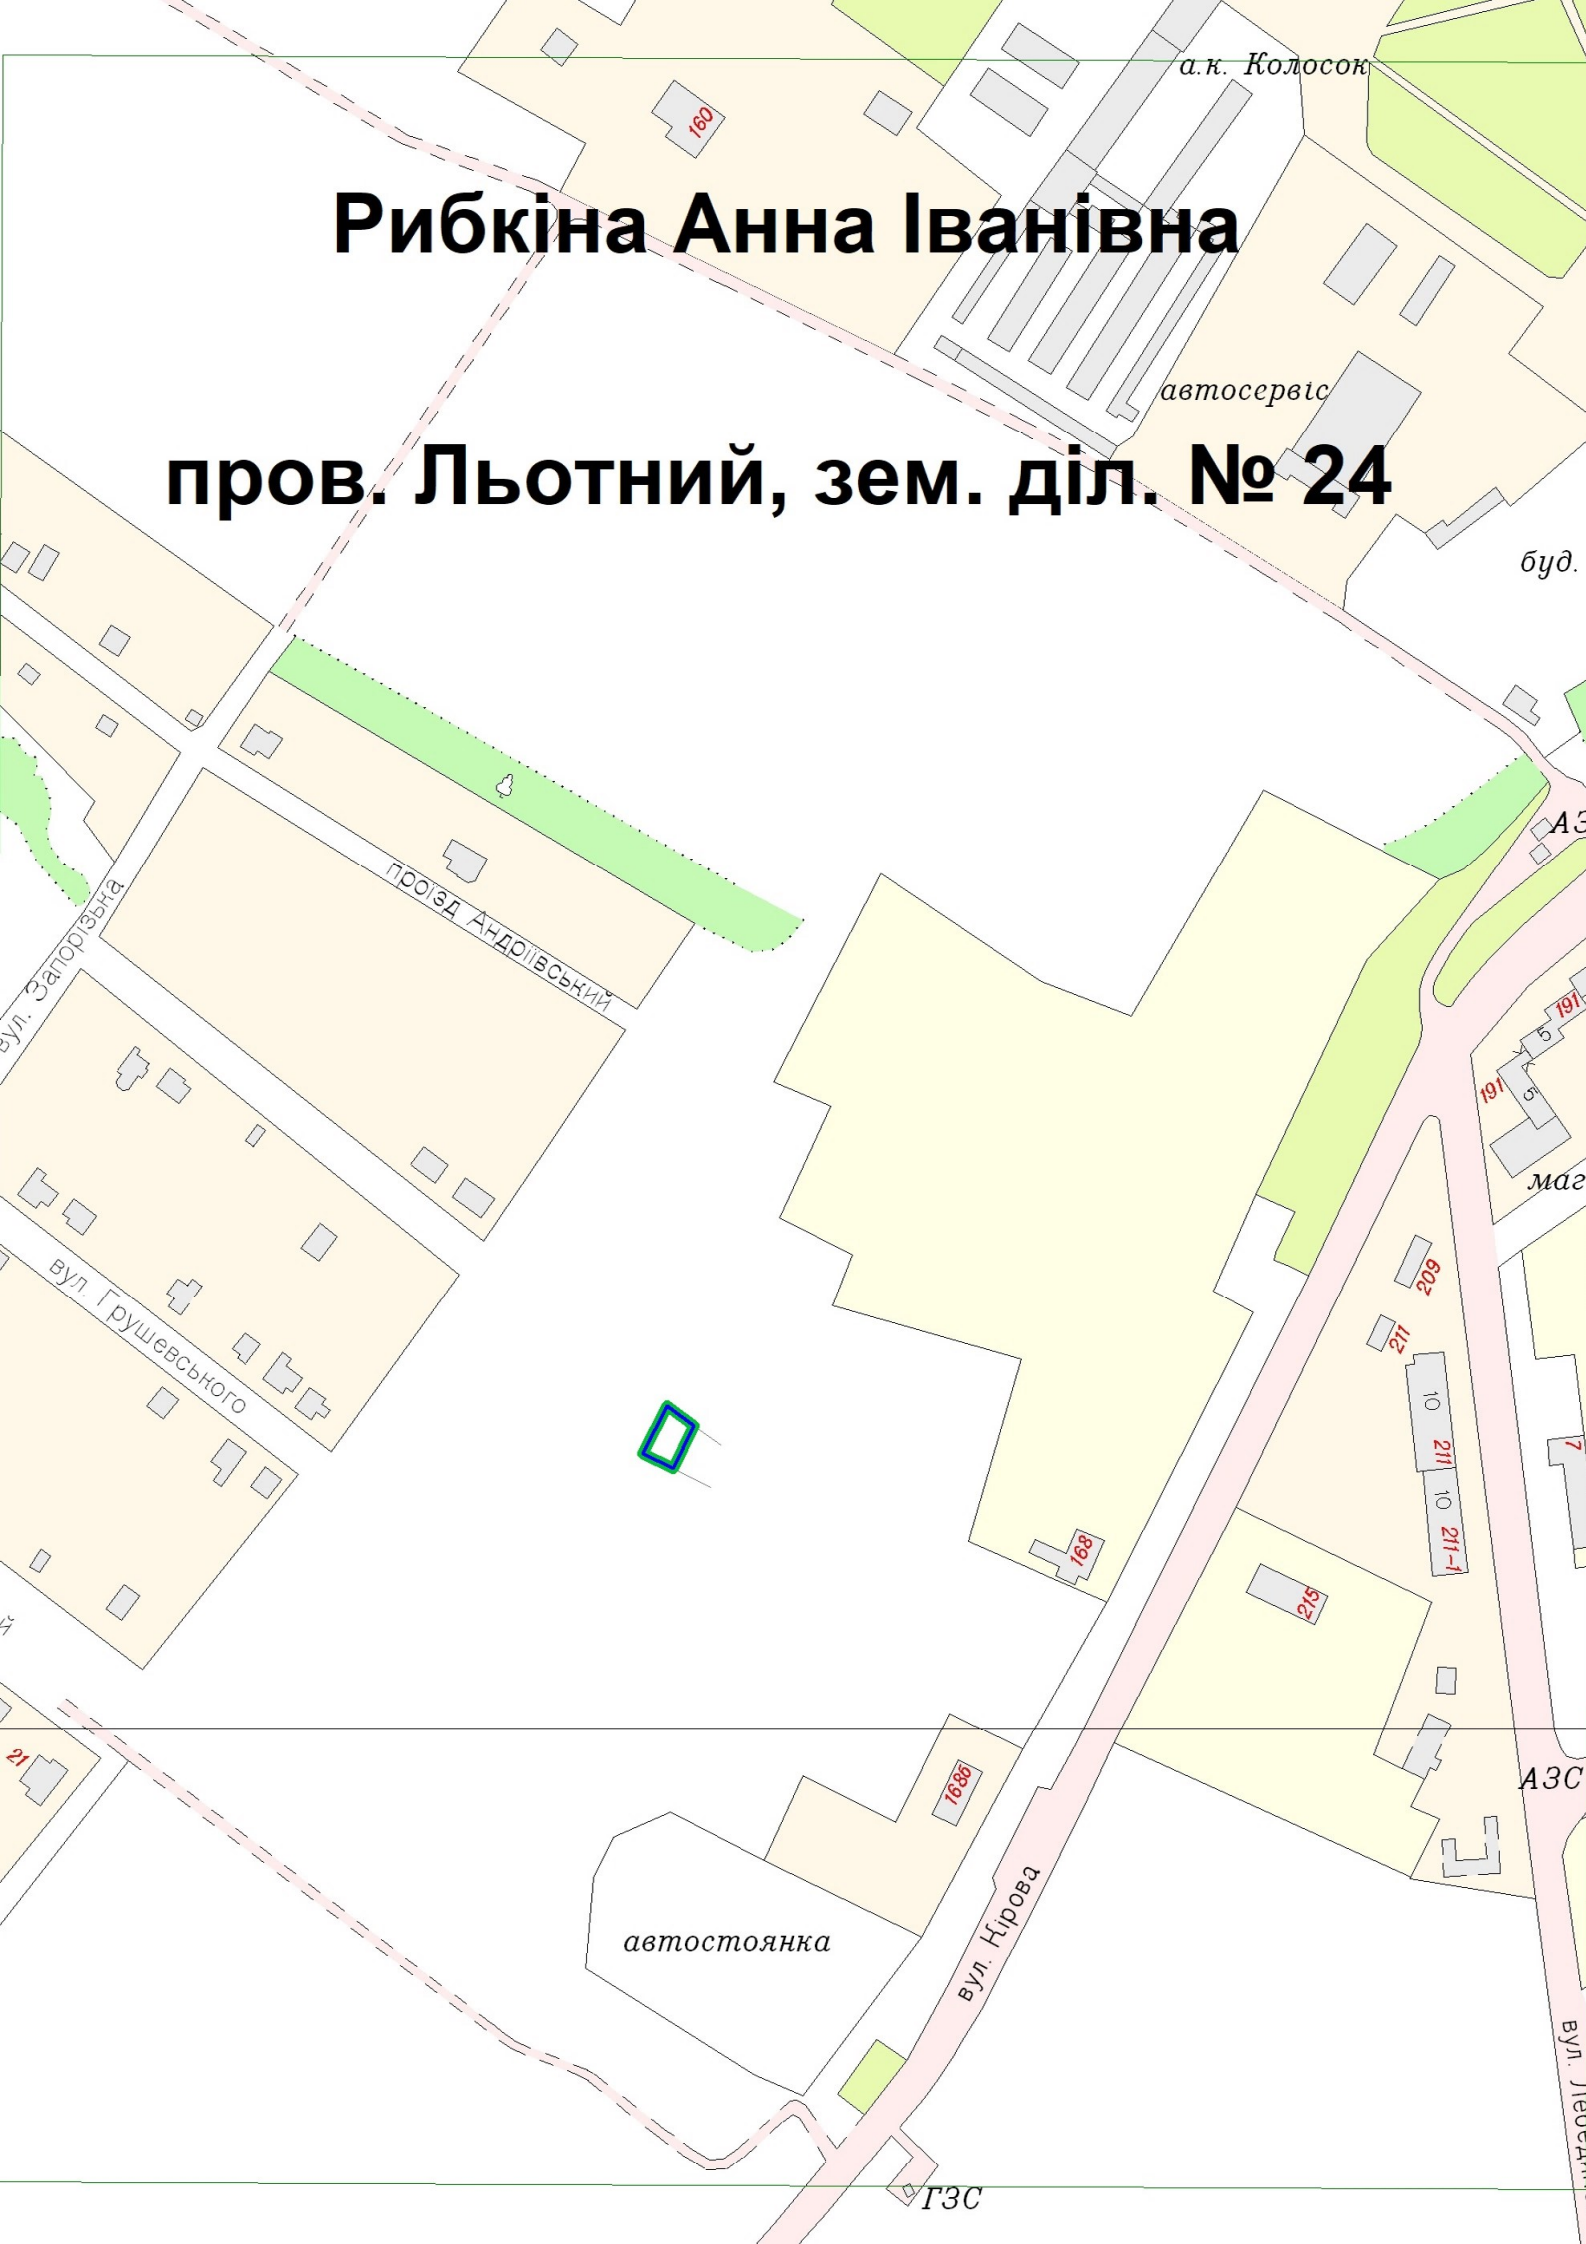 а.к. Колосок
160
Рибкіна Анна Іванівна
автосервіс
пров. Льотний, зем. діл. № 24
буд.
АЗ
проїзд Андріївський
вул. Запорізька
191
5
191
5
маг
209
вул. Грушевського
211
10
211
7
10
211-1
168
215
й
21
168б
АЗС
вул. Кірова
автостоянка
вул. Лебедин
ГЗС